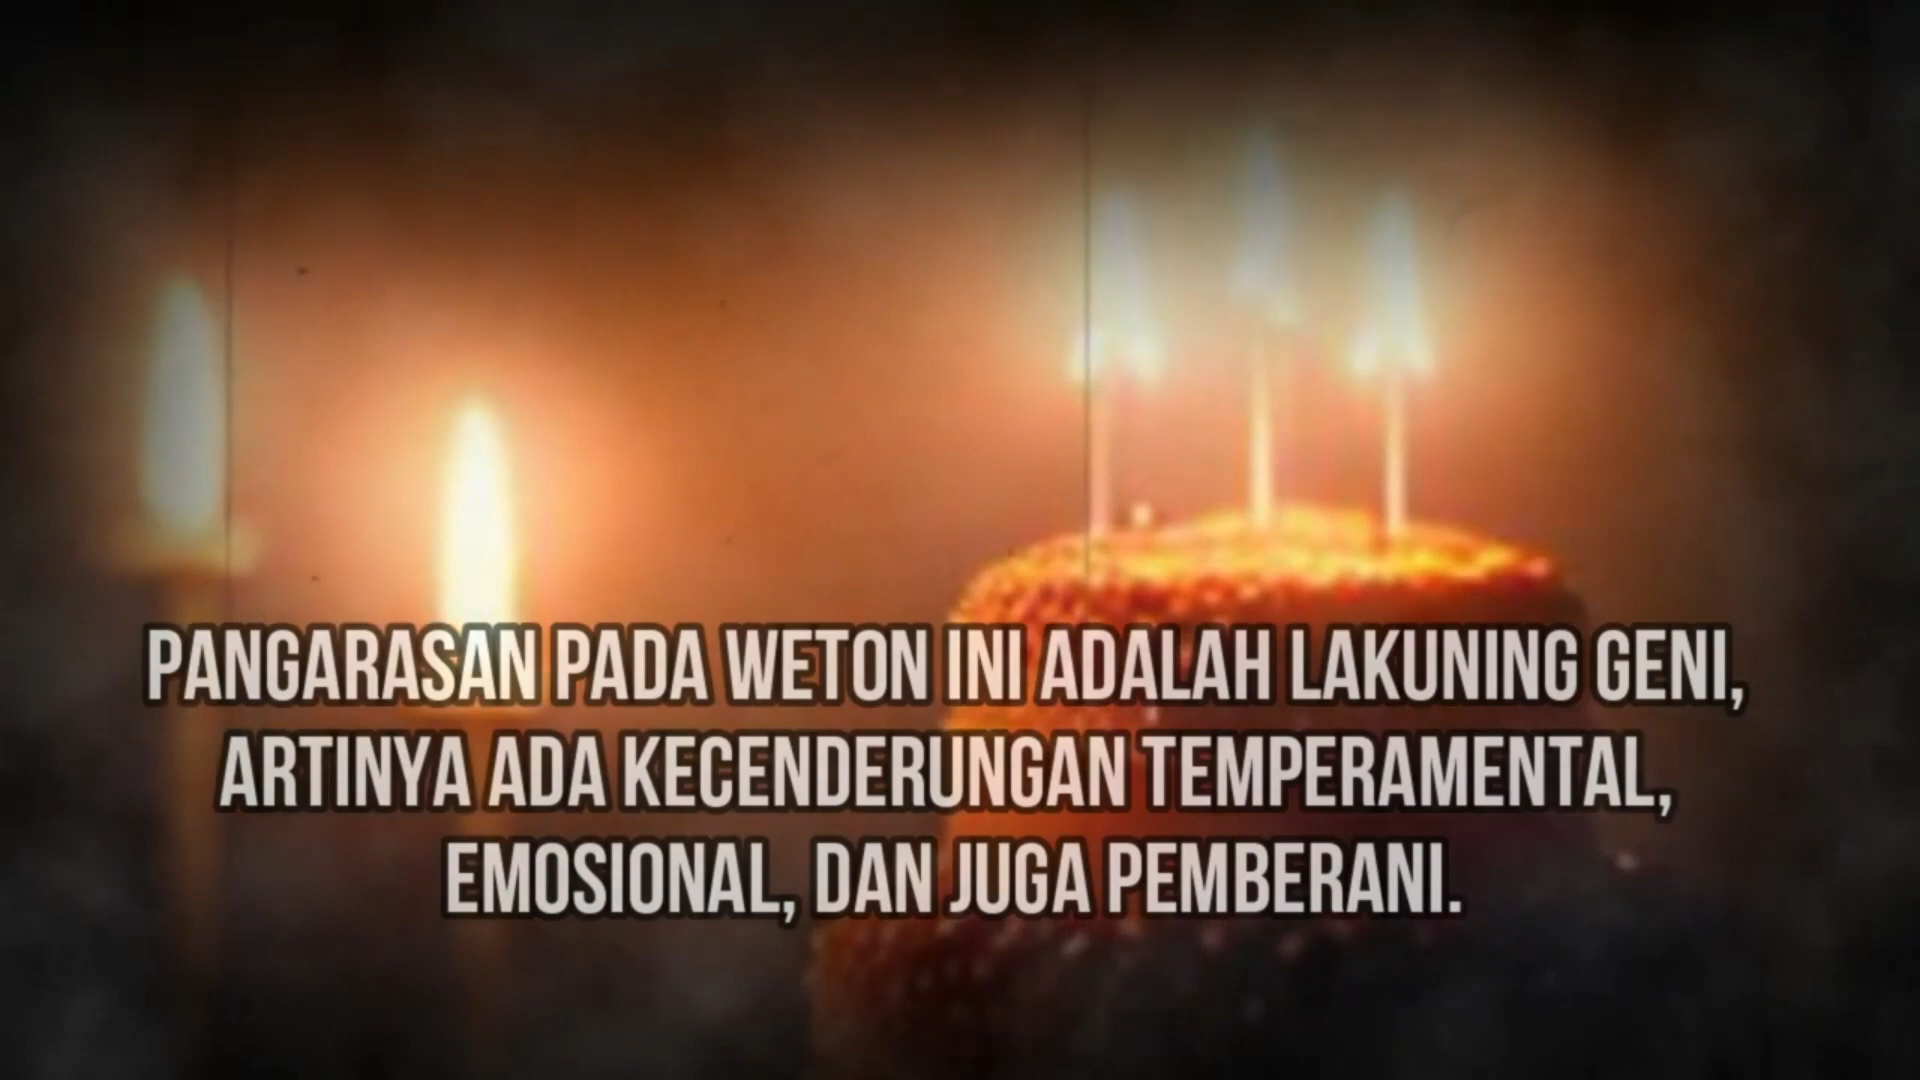 PANGARASAN PADA WETON INI ADALAH LAKUNING GENI,
ARTINYA ADA KECENDERUNGAN TEMPERAMENTAL,
EMOSIONAL, DAN JUGA PEMBERANI.